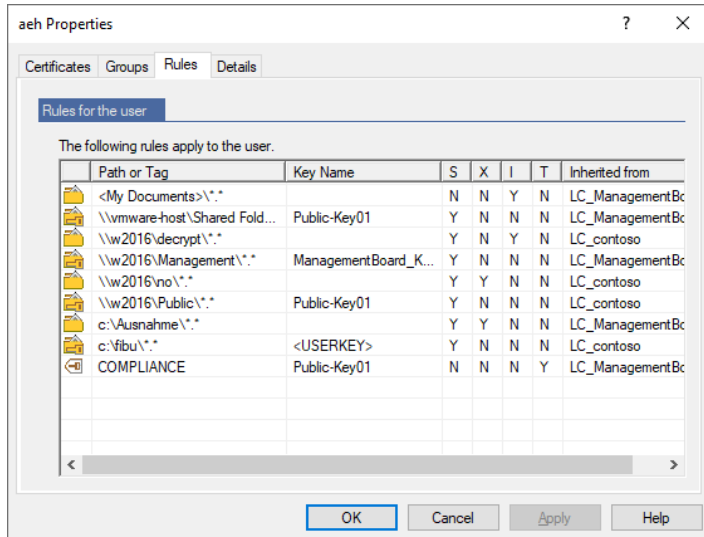 aeh Properties ? ×
Certificates Groups Rules Details
Rules for the user
The following rules apply to the user.
Path or Tag Key Name S X I T Inherited from
<My Documents>\*.* N N Y N LC_ManagementBo
\\vmware-host\Shared Fold... Public-Key01 Y N N N LC_ManagementBo
\\w2016\decrypt\*.* Y N Y N LC_contoso
\\w2016\Management\*.* ManagementBoard_K... Y N N N LC_ManagementBo
\\w2016\no\*.* Y Y N N LC_contoso
\\w2016\Public\*.* Public-Key01 Y N N N LC_contoso
c:\Ausnahme\*.* Y Y N N LC_ManagementBo
c:\fibu\*.* <USERKEY> Y N N N LC_contoso
COMPLIANCE Public-Key01 N N N Y LC_ManagementBo
OK Cancel Apply Help